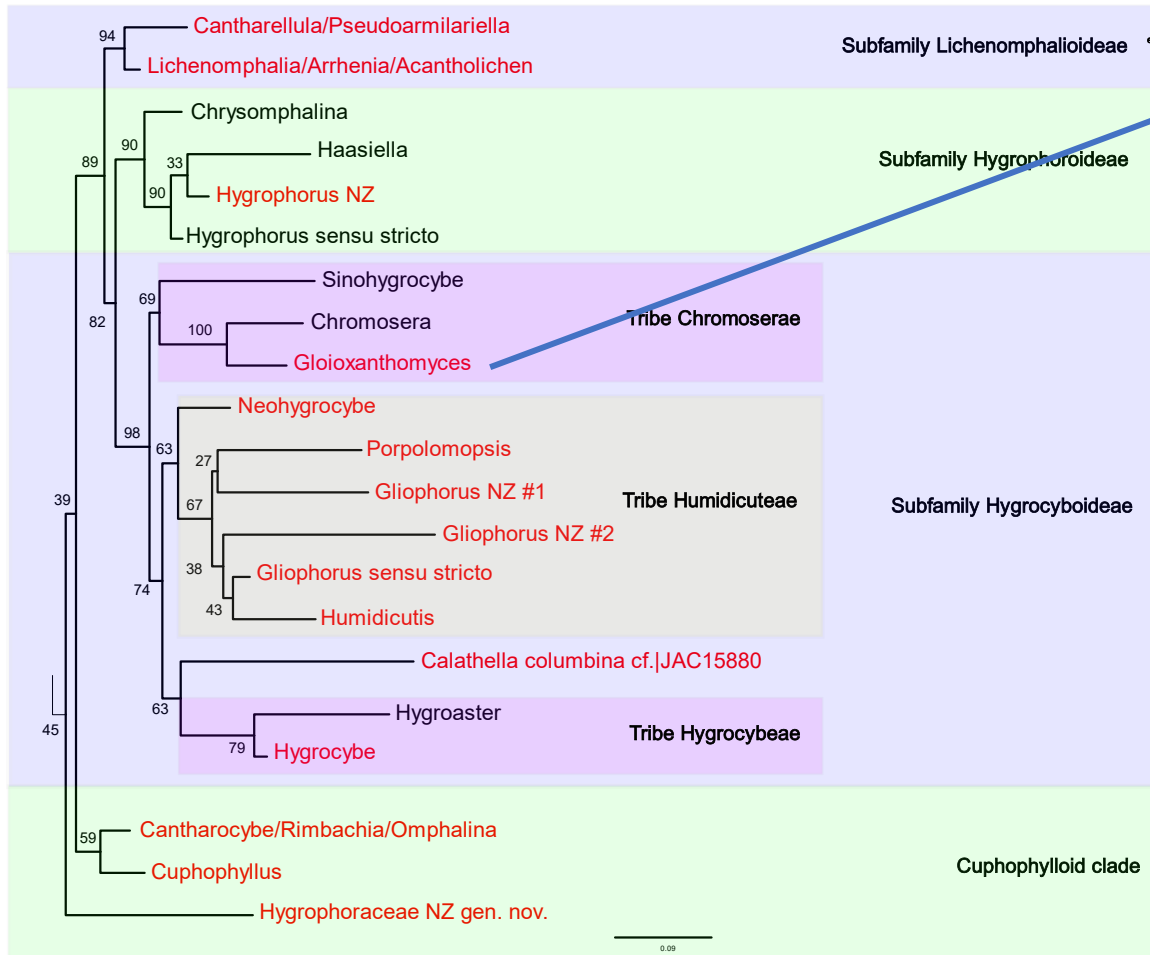 94
Cantharellula/Pseudoarmilariella
Lichenomphalia/Arrhenia/Acantholichen
Subfamily Lichenomphalioideae
89
90
Chrysomphalina
33
Haasiella
90
Hygrophorus NZ
Hygrophorus sensu stricto
Subfamily Hygrophoroideae
82
69
Sinohygrocybe
100
Chromosera
Gloioxanthomyces
Tribe Chromoserae
98
63
Neohygrocybe
27
Porpolomopsis
67
Gliophorus NZ #1
Gliophorus NZ #2
38
Gliophorus sensu stricto
43
Humidicutis
Tribe Humidicuteae
Subfamily Hygrocyboideae
39
74
Calathella columbina cf.|JAC15880
63
Hygroaster
79
Hygrocybe
Tribe Hygrocybeae
45
59
Cantharocybe/Rimbachia/Omphalina
Cuphophyllus
Cuphophylloid clade
Hygrophoraceae NZ gen. nov.
0.09